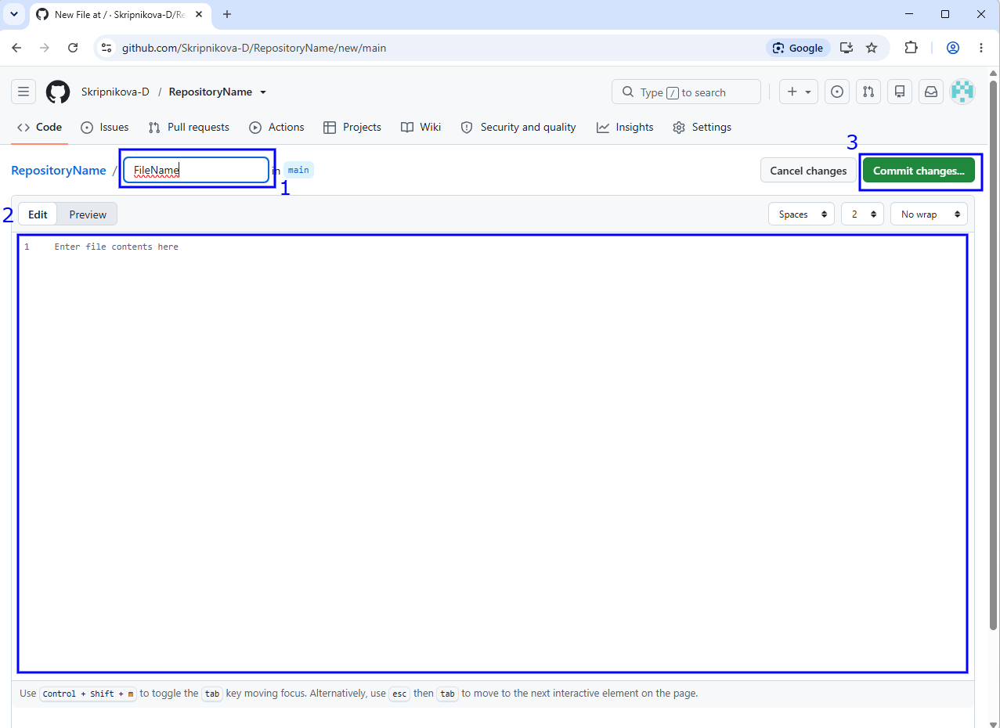 New File at / · Skripnikova-D/Re
github.com/Skripnikova-D/RepositoryName/new/main
Google
Skripnikova-D / RepositoryName
Type / to search
Code Issues Pull requests Actions Projects Wiki Security and quality Insights Settings
3
RepositoryName / FileName in main
Cancel changes Commit changes...
1
2
Edit Preview
Spaces 2 No wrap
1 Enter file contents here
Use Control + Shift + m to toggle the tab key moving focus. Alternatively, use esc then tab to move to the next interactive element on the page.